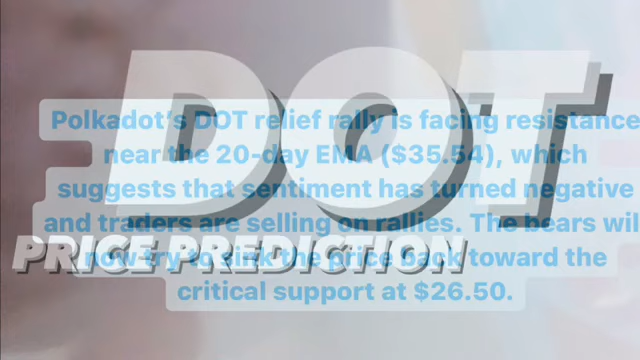 DOT
PRICE PREDICTION
Polkadot's DOT relief rally is facing resistance
near the 20-day EMA ($35.54), which
suggests that sentiment has turned negative
and traders are selling on rallies. The bears will
now try to sink the price back toward the
critical support at $26.50.